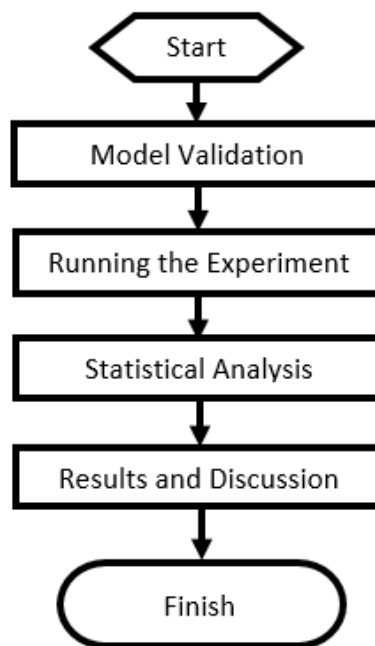 Start
Model Validation
Running the Experiment
Statistical Analysis
Results and Discussion
Finish